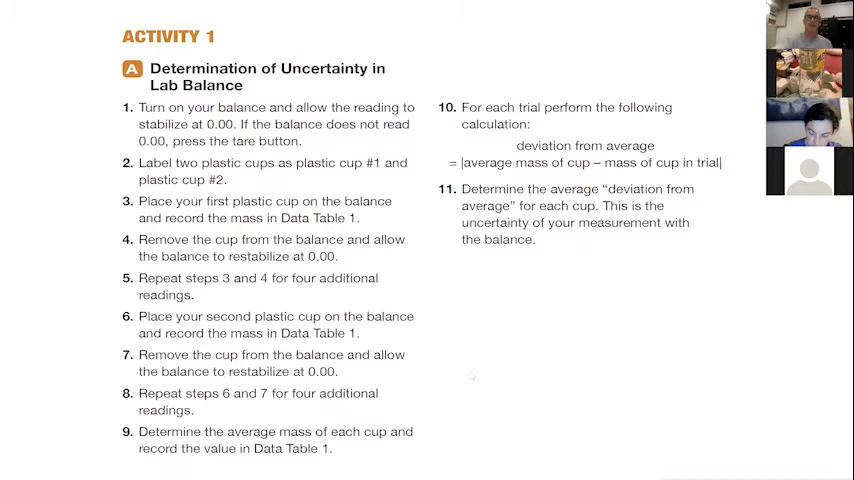 ACTIVITY 1
A Determination of Uncertainty in
Lab Balance
1. Turn on your balance and allow the reading to
stabilize at 0.00. If the balance does not read
0.00, press the tare button.
2. Label two plastic cups as plastic cup #1 and
plastic cup #2.
3. Place your first plastic cup on the balance
and record the mass in Data Table 1.
4. Remove the cup from the balance and allow
the balance to restabilize at 0.00.
5. Repeat steps 3 and 4 for four additional
readings.
6. Place your second plastic cup on the balance
and record the mass in Data Table 1.
7. Remove the cup from the balance and allow
the balance to restabilize at 0.00.
8. Repeat steps 6 and 7 for four additional
readings.
9. Determine the average mass of each cup and
record the value in Data Table 1.
10. For each trial perform the following
calculation:
deviation from average
= |average mass of cup – mass of cup in trial|
11. Determine the average “deviation from
average” for each cup. This is the
uncertainty of your measurement with
the balance.